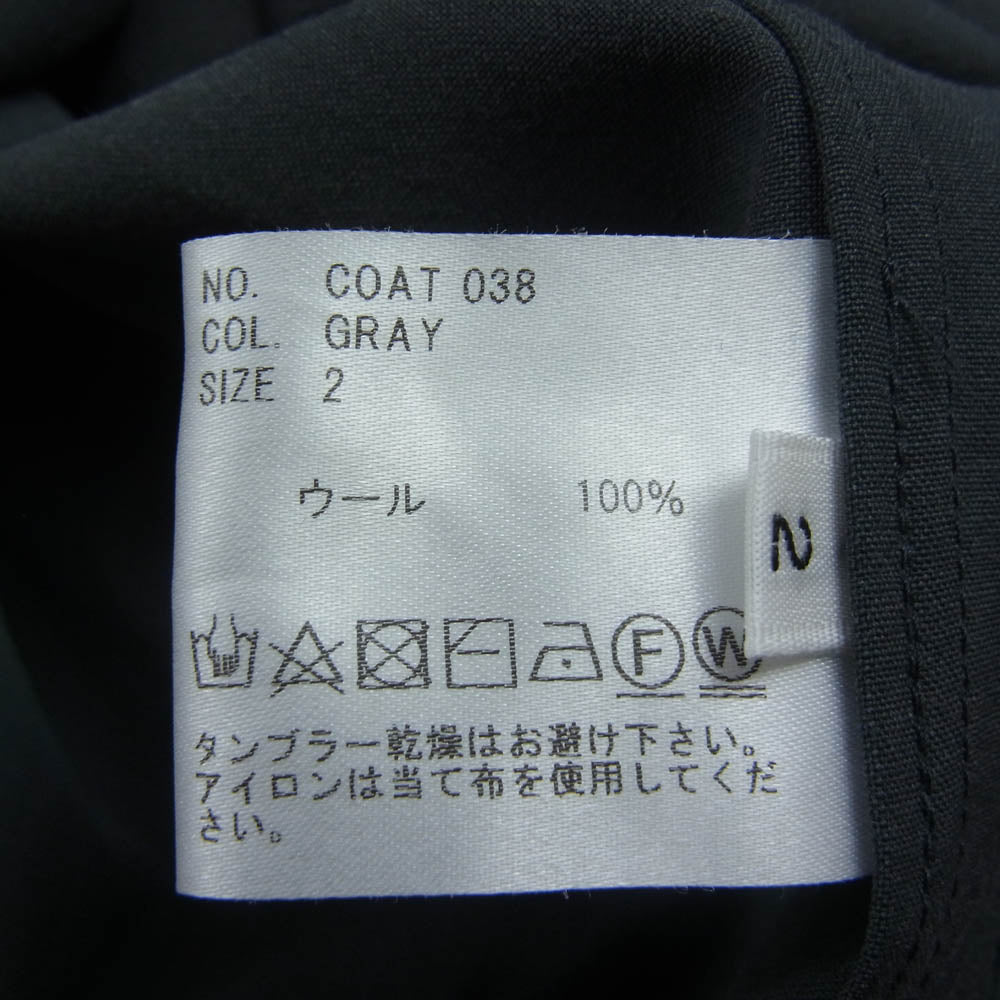 NO. COAT 038
COL. GRAY
SIZE 2
ウール 100%
2
F W
タンブラー乾燥はお避け下さい。
アイロンは当て布を使用してくだ
さい。